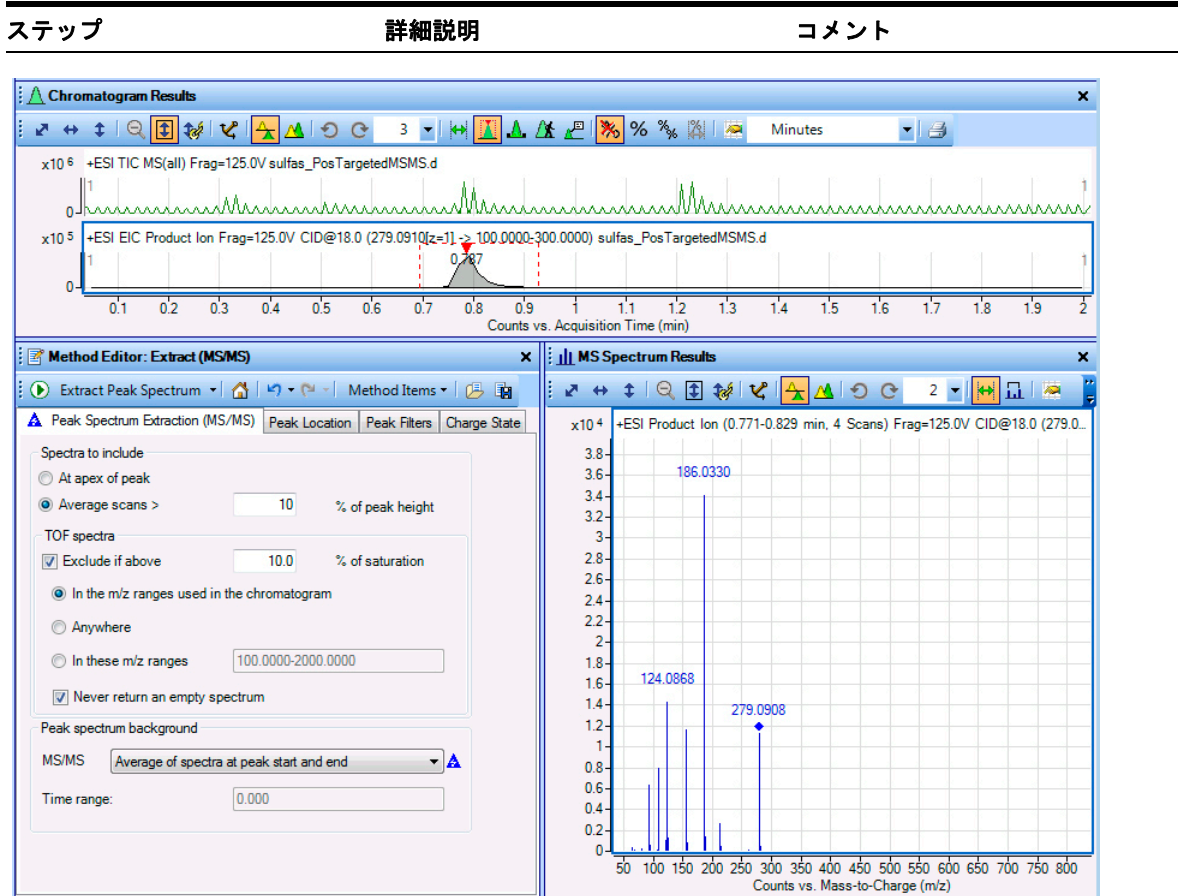 ステップ 詳細説明 コメント
Chromatogram Results
3 % Minutes
x10 6 +ESI TIC MS(all) Frag=125.0V sulfas_PosTargetedMSMS.d
1 1
0
x10 5 +ESI EIC Product Ion Frag=125.0V CID@18.0 (279.0910[z=1] -> 100.0000-300.0000) sulfas_PosTargetedMSMS.d
1 0.787 1
0
0.1 0.2 0.3 0.4 0.5 0.6 0.7 0.8 0.9 1 1.1 1.2 1.3 1.4 1.5 1.6 1.7 1.8 1.9 2
Counts vs. Acquisition Time (min)
Method Editor: Extract (MS/MS)
Extract Peak Spectrum Method Items
Peak Spectrum Extraction (MS/MS) Peak Location Peak Filters Charge State
Spectra to include
At apex of peak
Average scans > 10 % of peak height
TOF spectra
Exclude if above 10.0 % of saturation
In the m/z ranges used in the chromatogram
Anywhere
In these m/z ranges 100.0000-2000.0000
Never return an empty spectrum
Peak spectrum background
MS/MS Average of spectra at peak start and end
Time range: 0.000
MS Spectrum Results
2
x10 4 +ESI Product Ion (0.771-0.829 min, 4 Scans) Frag=125.0V CID@18.0 (279.0...
3.8
3.6
186.0330
3.4
3.2
3
2.8
2.6
2.4
2.2
2
1.8
1.6
124.0868
1.4
279.0908
1.2
1
0.8
0.6
0.4
0.2
0
50 100 150 200 250 300 350 400 450 500 550 600 650 700 750 800
Counts vs. Mass-to-Charge (m/z)